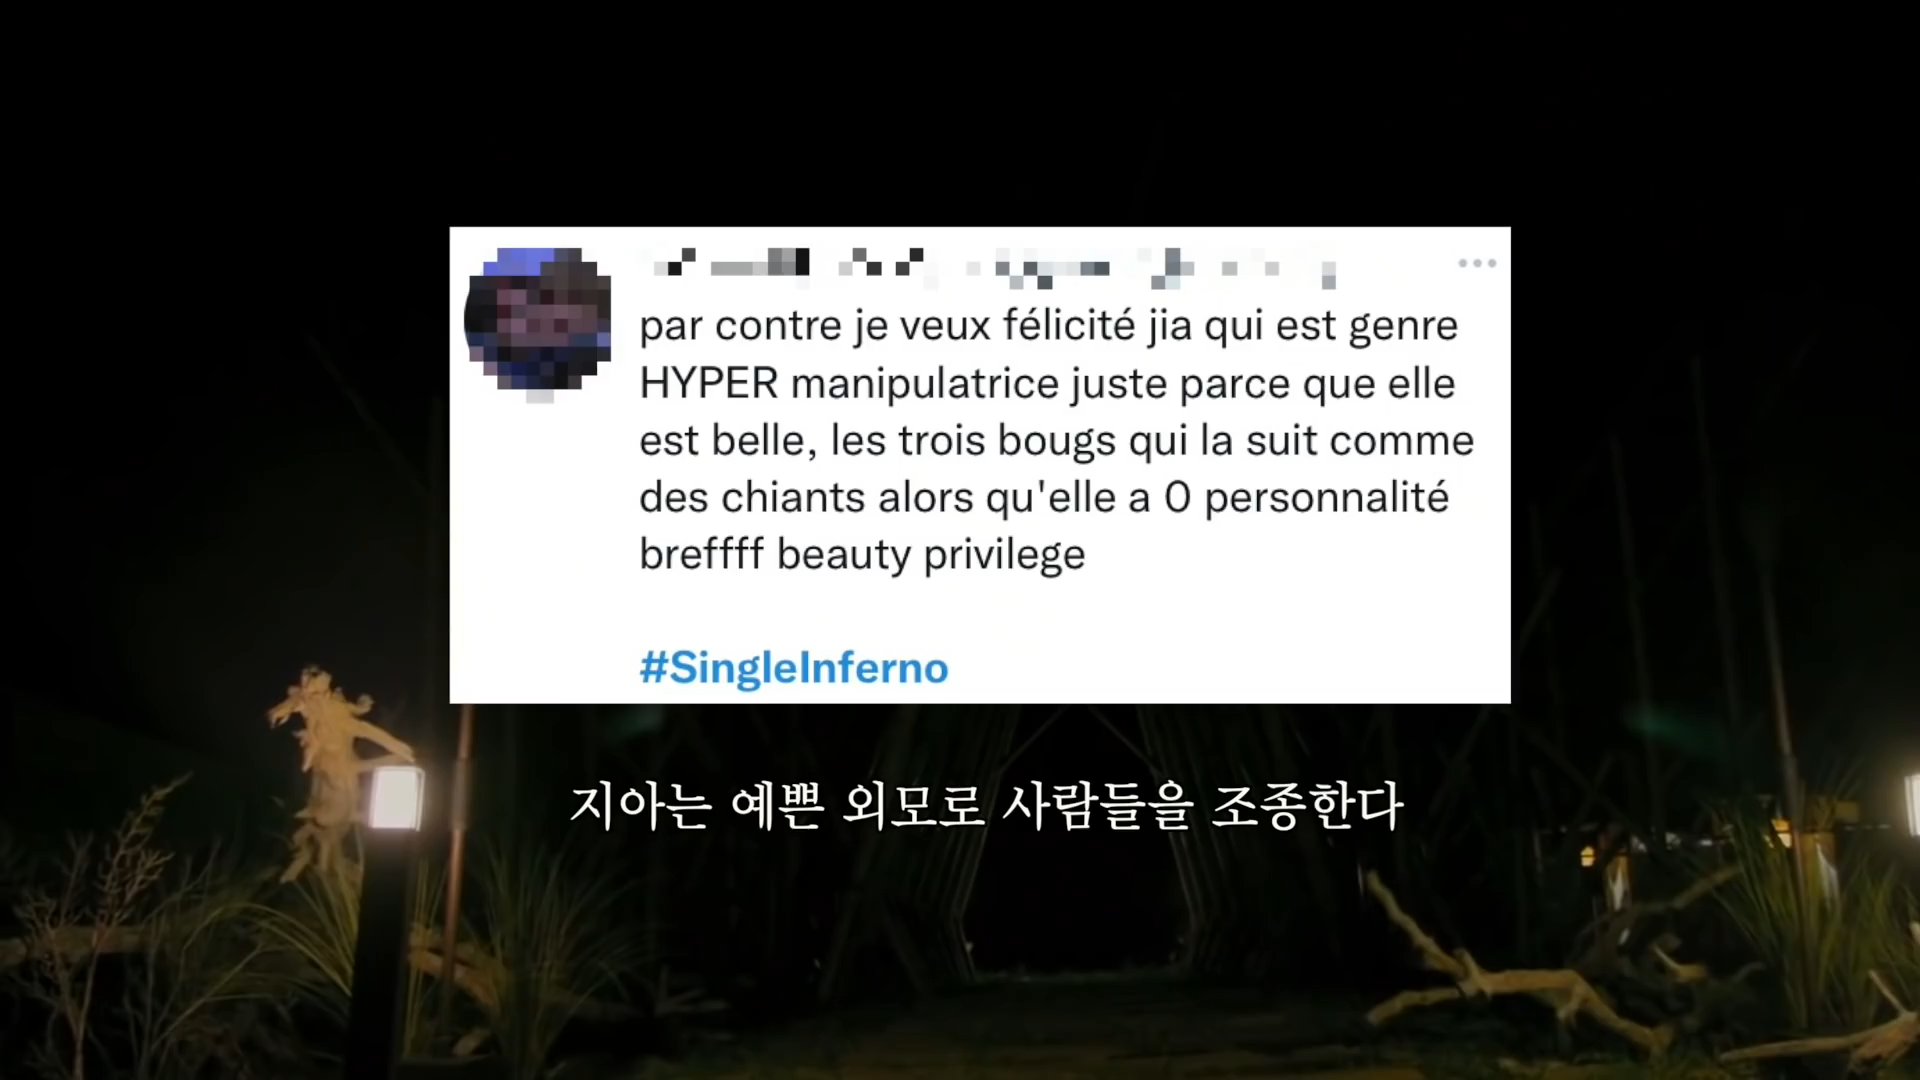 par contre je veux félicité jia qui est genre
HYPER manipulatrice juste parce que elle
est belle, les trois bougs qui la suit comme
des chiants alors qu'elle a 0 personnalité
breffff beauty privilege
#SingleInferno
지아는 예쁜 외모로 사람들을 조종한다